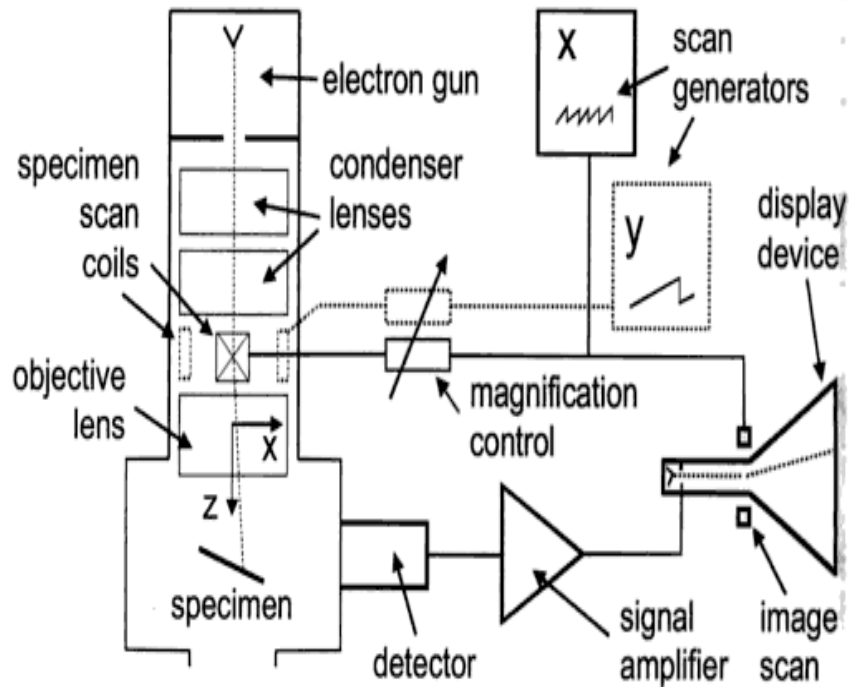 electron gun
specimen
scan
coils
condenser
lenses
objective
lens
X
Z
specimen
detector
signal
amplifier
magnification
control
x
scan
generators
y
display
device
image
scan